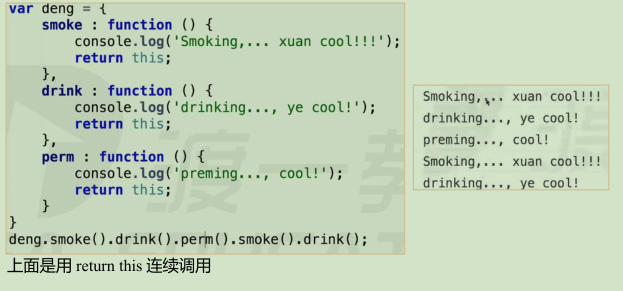 var deng = {
    smoke : function () {
        console.log('Smoking,... xuan cool!!!');
        return this;
    },
    drink : function () {
        console.log('drinking..., ye cool!');
        return this;
    },
    perm : function () {
        console.log('preming..., cool!');
        return this;
    }
}
deng.smoke().drink().perm().smoke().drink();
Smoking,... xuan cool!!!
drinking..., ye cool!
preming..., cool!
Smoking,... xuan cool!!!
drinking..., ye cool!
上面是用 return this 连续调用